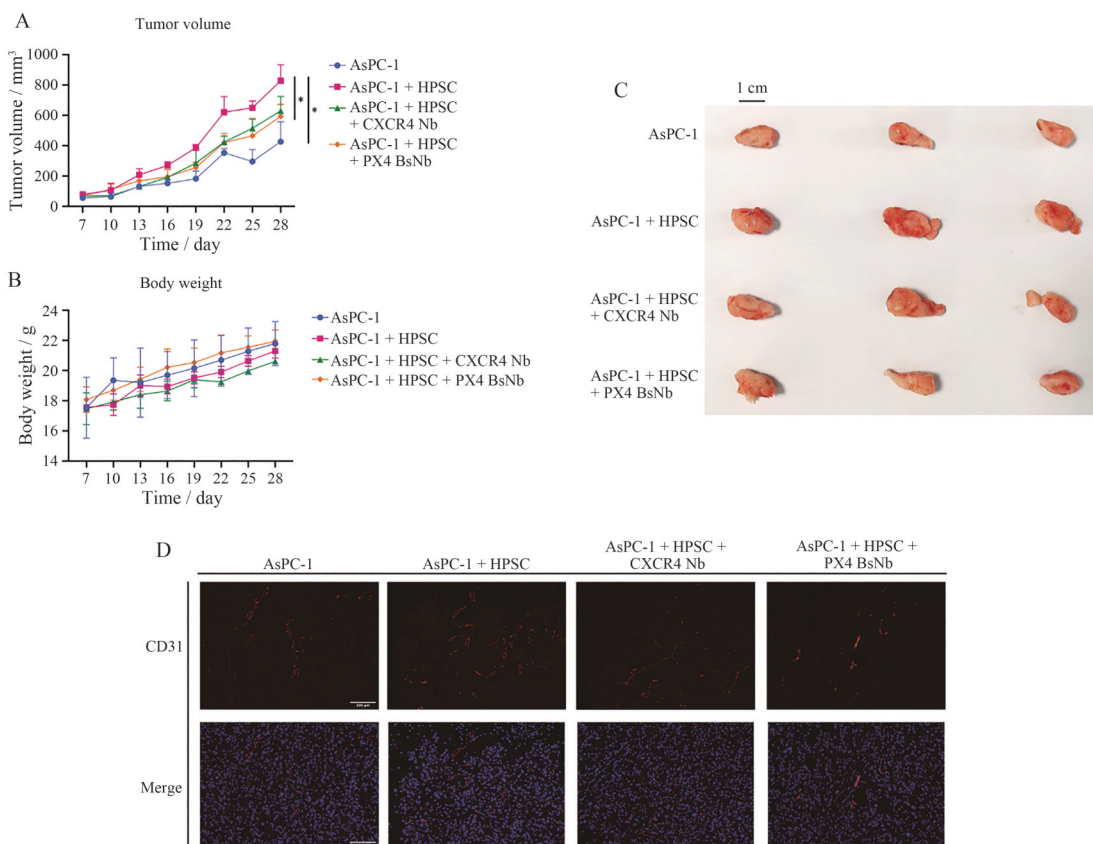 A
Tumor volume
Tumor volume / mm³
1000
800
600
400
200
0
7 10 13 16 19 22 25 28
Time / day
AsPC-1
AsPC-1 + HPSC
AsPC-1 + HPSC
+ CXCR4 Nb
AsPC-1 + HPSC
+ PX4 BsNb
*
*
B
Body weight
Body weight / g
24
22
20
18
16
14
7 10 13 16 19 22 25 28
Time / day
AsPC-1
AsPC-1 + HPSC
AsPC-1 + HPSC + CXCR4 Nb
AsPC-1 + HPSC + PX4 BsNb
C
1 cm
AsPC-1
AsPC-1 + HPSC
AsPC-1 + HPSC
+ CXCR4 Nb
AsPC-1 + HPSC
+ PX4 BsNb
D
AsPC-1
AsPC-1 + HPSC
AsPC-1 + HPSC +
CXCR4 Nb
AsPC-1 + HPSC +
PX4 BsNb
CD31
Merge